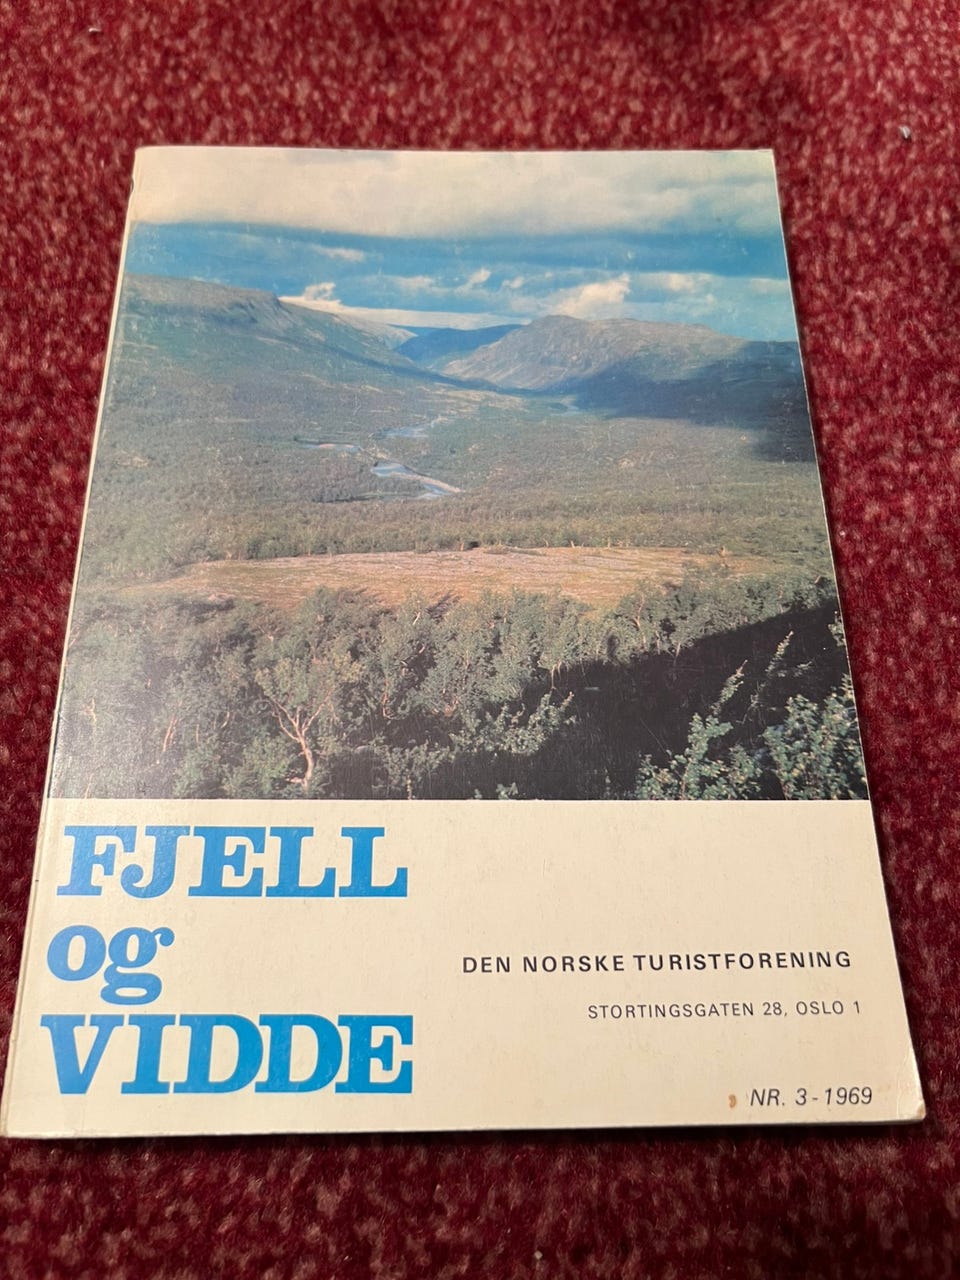 FJELL
og
VIDDE
DEN NORSKE TURISTFORENING
STORTINGSGATEN 28, OSLO 1
NR. 3-1969